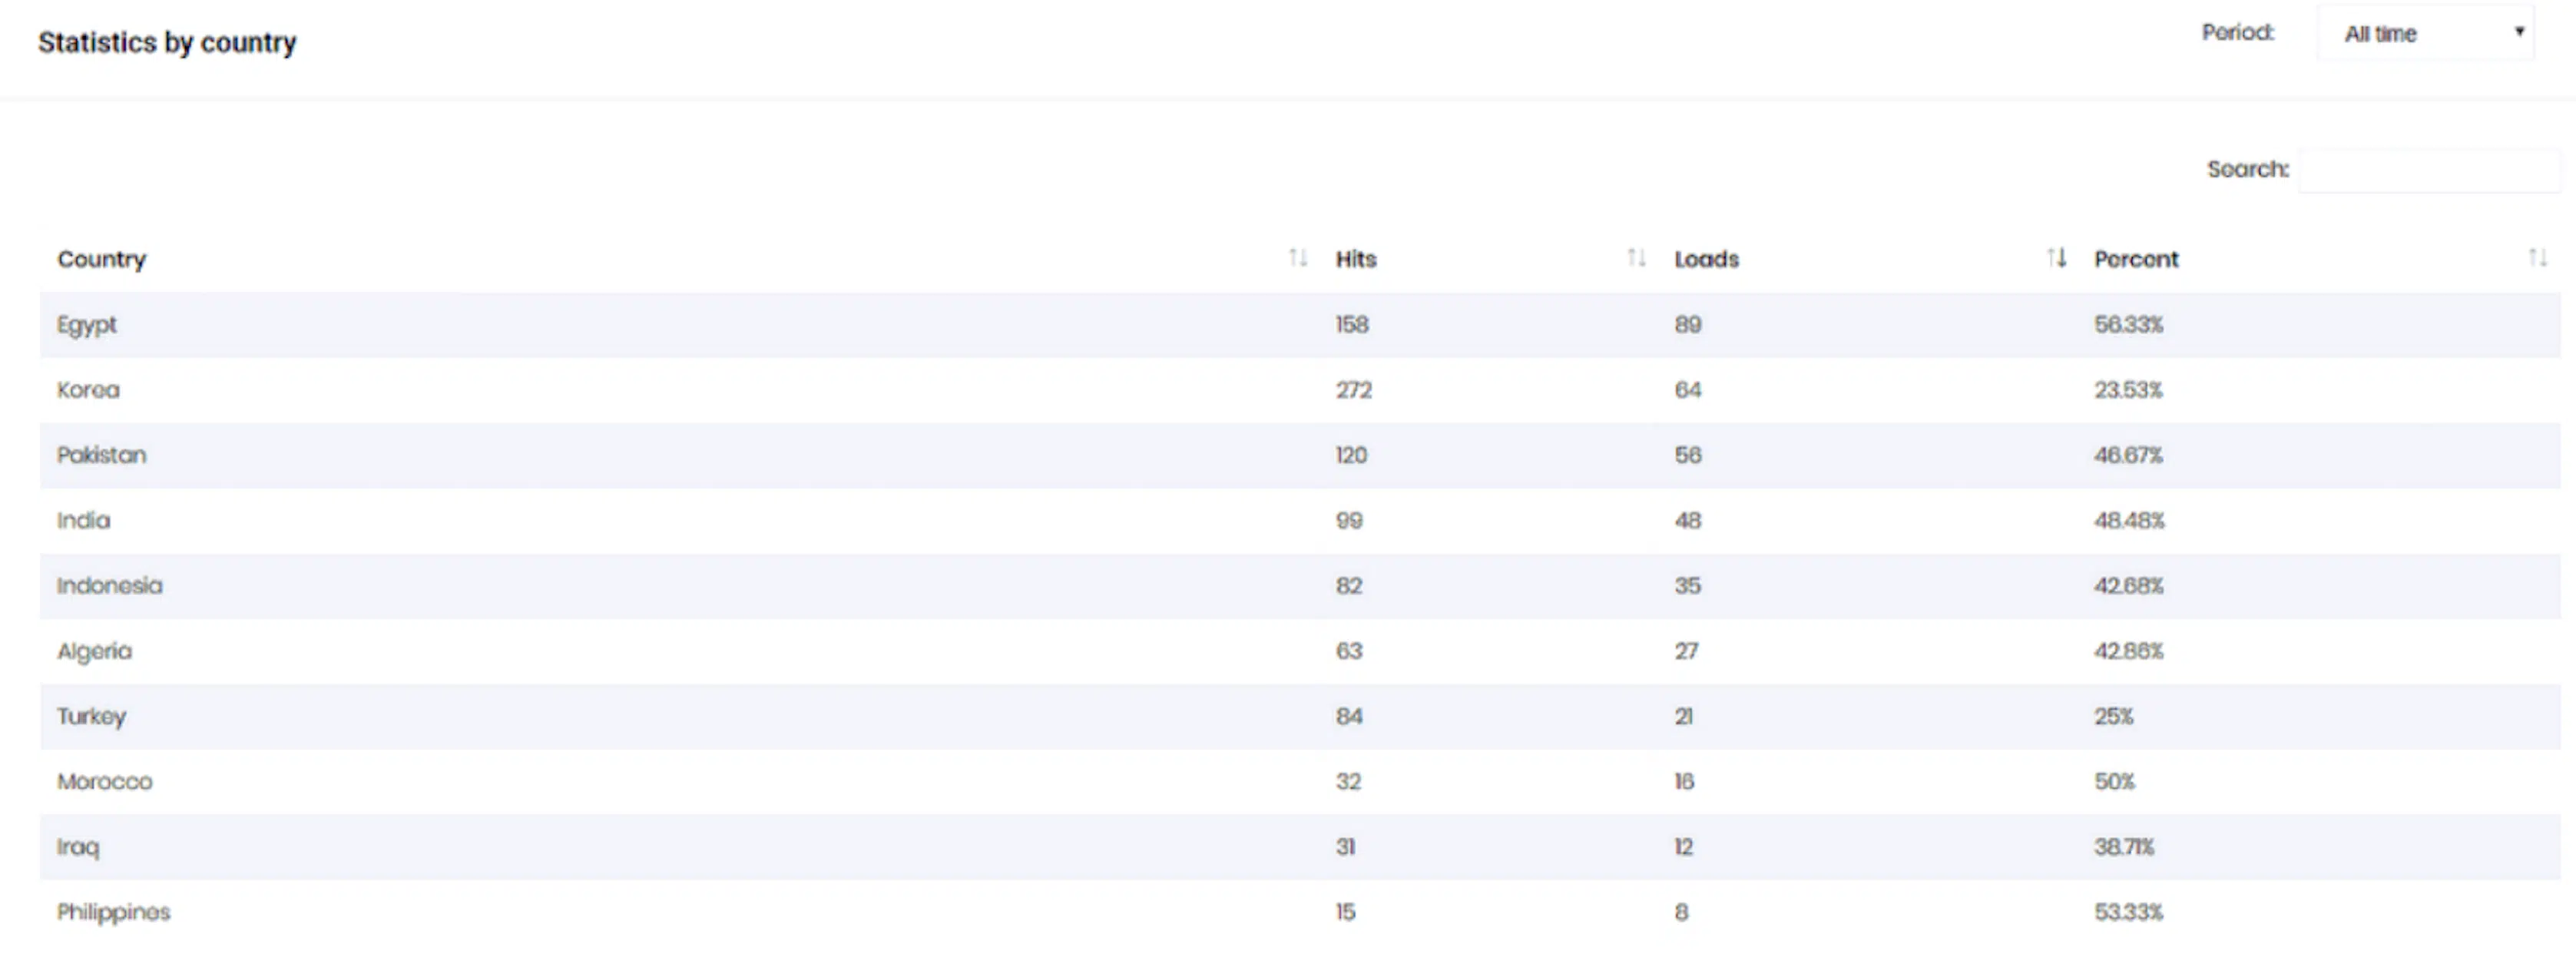 Statistics by country
Period: All time
Search:
Country Hits Loads Percent
Egypt 158 89 56.33%
Korea 272 64 23.53%
Pakistan 120 56 46.67%
India 99 48 48.48%
Indonesia 82 35 42.68%
Algeria 63 27 42.86%
Turkey 84 21 25%
Morocco 32 16 50%
Iraq 31 12 38.71%
Philippines 15 8 53.33%